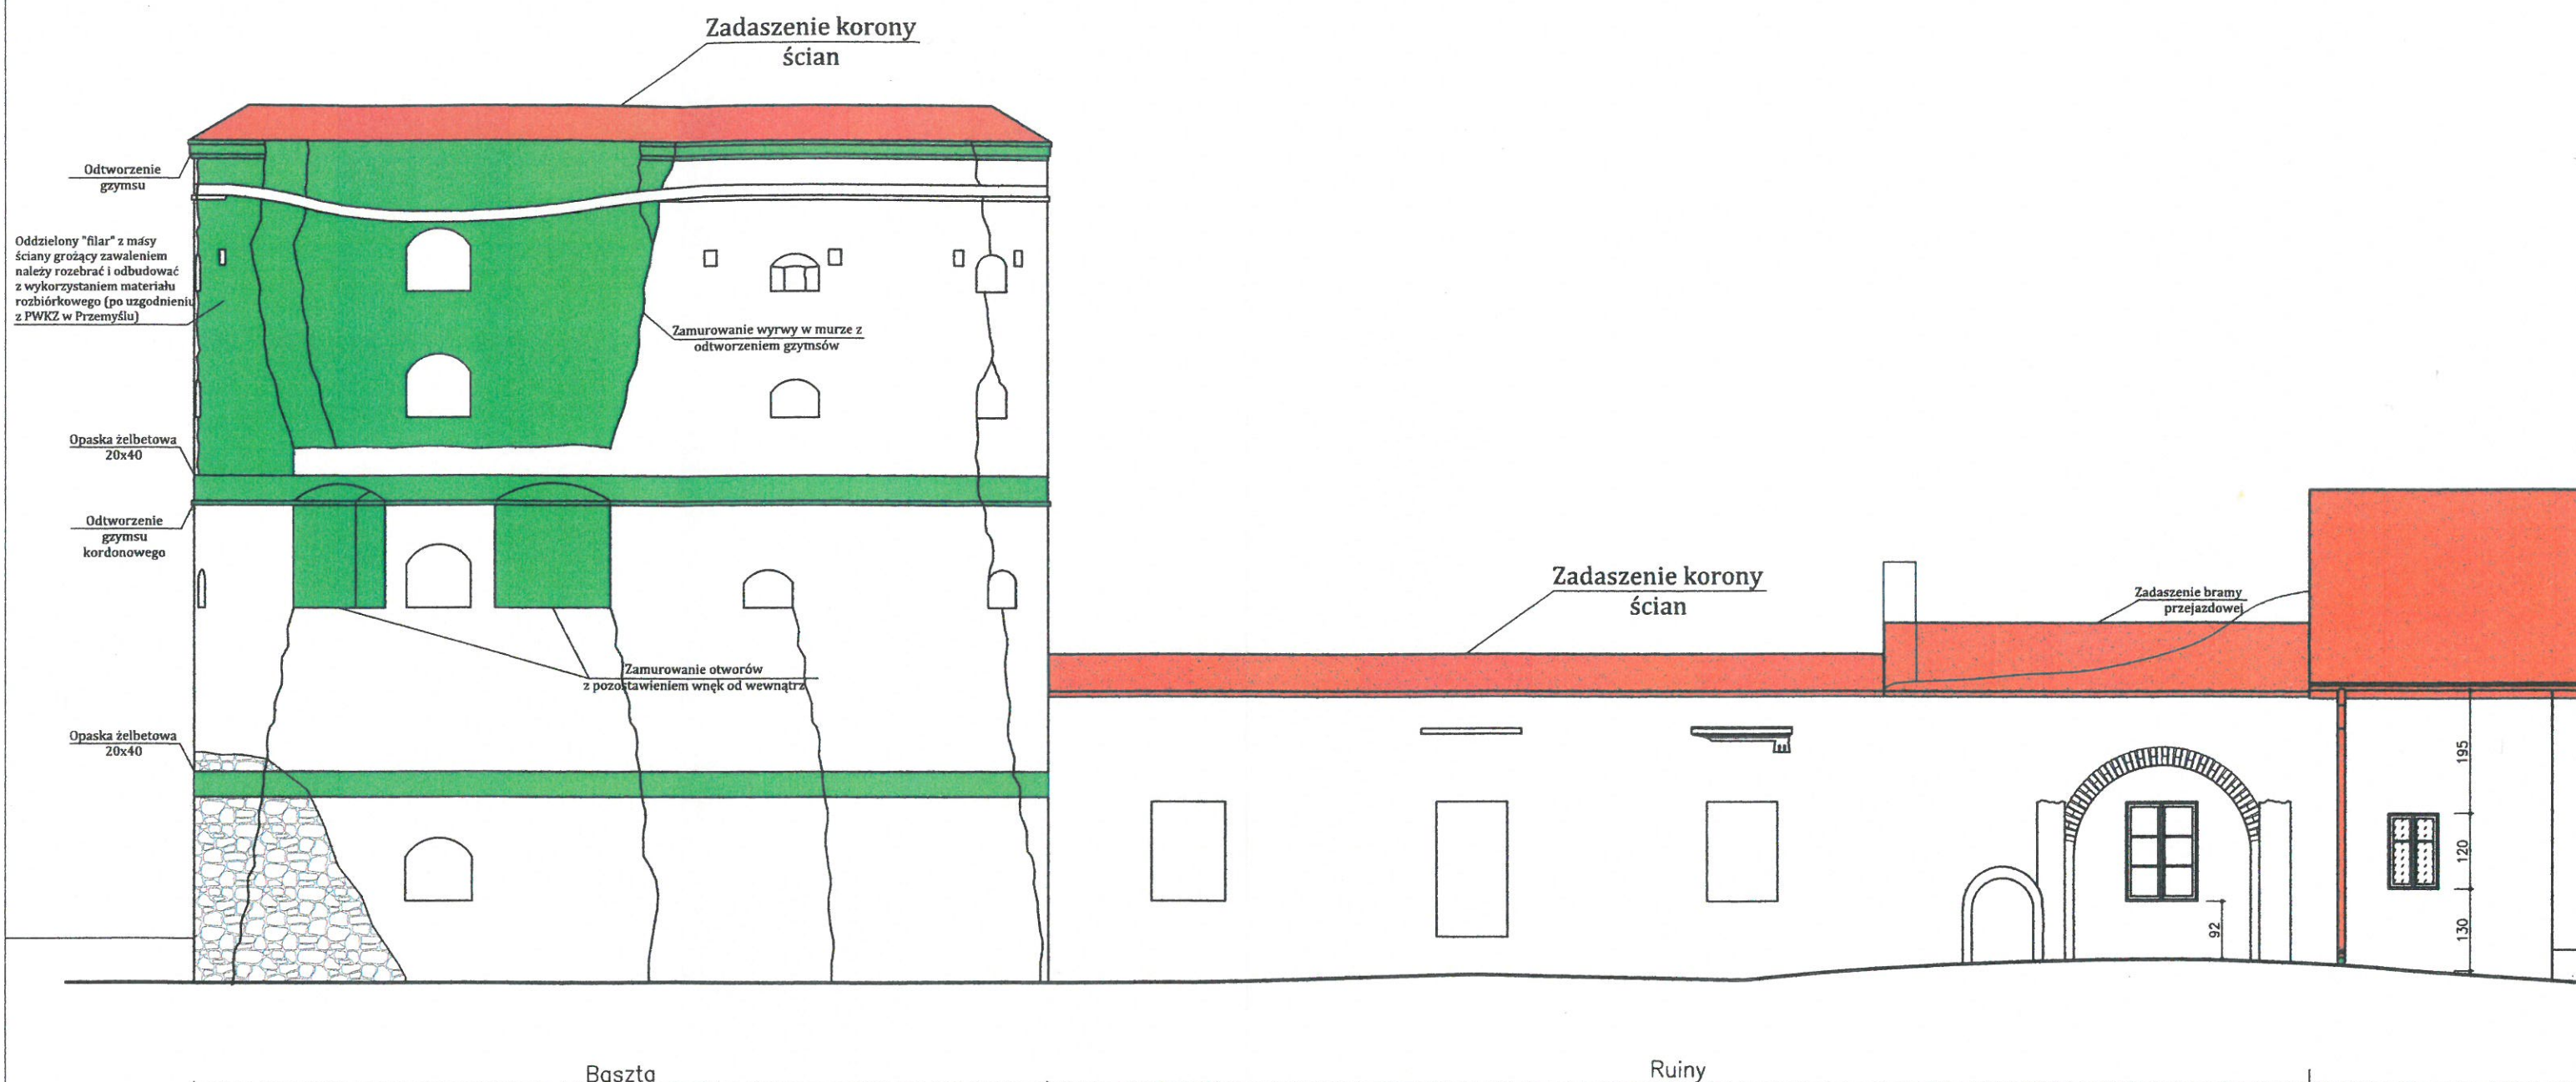 Zadaszenie korony
ścian
Odtworzenie
gzymsu
Oddzielony "filar" z masy
ściany grożący zawaleniem
należy rozebrać i odbudować
z wykorzystaniem materiału
rozbiórkowego (po uzgodnieniu
z PWKZ w Przemyślu)
Zamurowanie wyrwy w murze z
odtworzeniem gzymsów
Opaska żelbetowa
20x40
Odtworzenie
gzymsu
kordonowego
Zadaszenie korony
ścian
Zadaszenie bramy
przejazdowej
Zamurowanie otworów
z pozostawieniem wnęk od wewnątrz
Opaska żelbetowa
20x40
195
120
130
92
Baszta
Ruiny